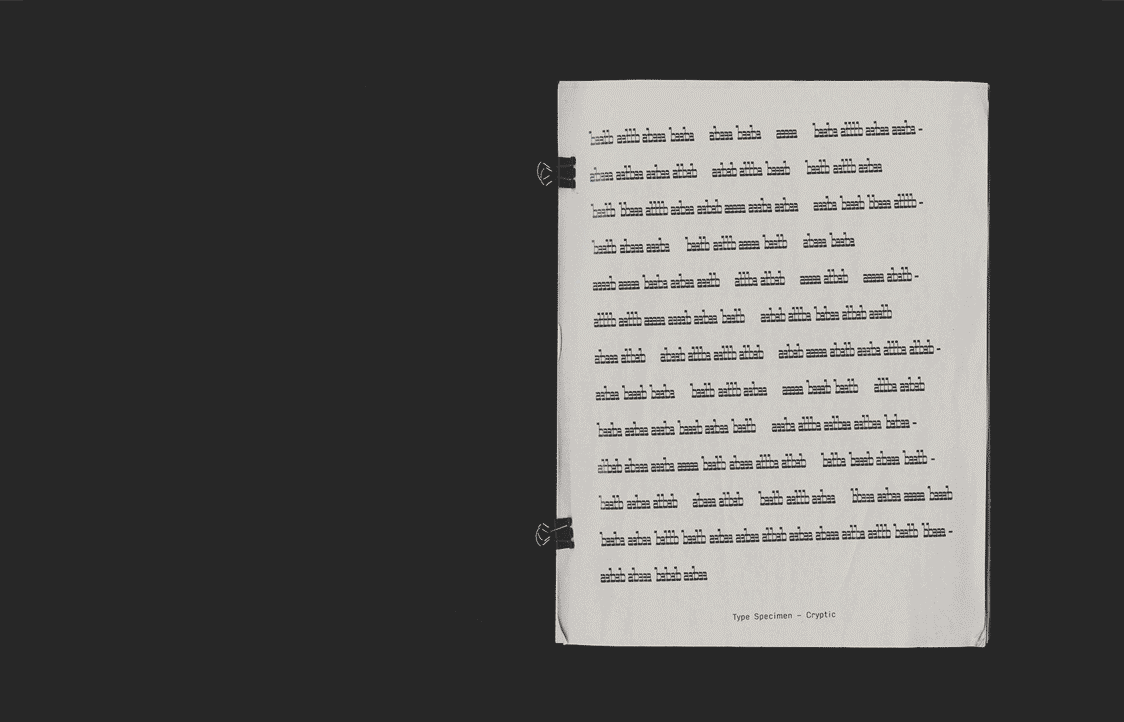 baabb aabbb abaaa baaba abaaa baaba aaaaa baaba abbbb aabaa aaaba -
abaaa abbaa aabaa abbab aabab abbba baaab baabb aabbb aabaa
baabb bbaaa abbbb aabaa aabab aaaaa aaaba aabaa aaaba baaab bbaaa abbbb -
baabb abaaa aaaba baabb aabbb aaaaa baabb abaaa baaba
aaaab aaaaa baaba aabaa aaabb abbba abbab aaaaa abbab aaaaa ababb -
abbbb aabbb aaaaa aaaab aabaa baabb aabab abbba babaa abbab aaabb
abaaa abbab abaab abbba aabbb abbab aabab aaaaa ababb aaaba abbba abbab -
aabaa baaab baaba baabb aabbb aabaa aaaaa baaab baabb abbba aabab
baaba aabaa aaaba baaab aabaa baabb aaaba abbba abbaa abbaa babaa -
abbab abaaa aaaba aaaaa baabb abaaa abbba abbab babba baaab abaaa baabb -
baabb aabaa abbab abaaa abbab baabb aabbb aabaa bbaaa aabaa aaaaa baaab
baaba abaaa babbb baabb aabaa aabaa abbab aabaa abaaa aabba aabbb baabb bbaaa -
aabab abaaa babab aabaa
Type Specimen – Cryptic